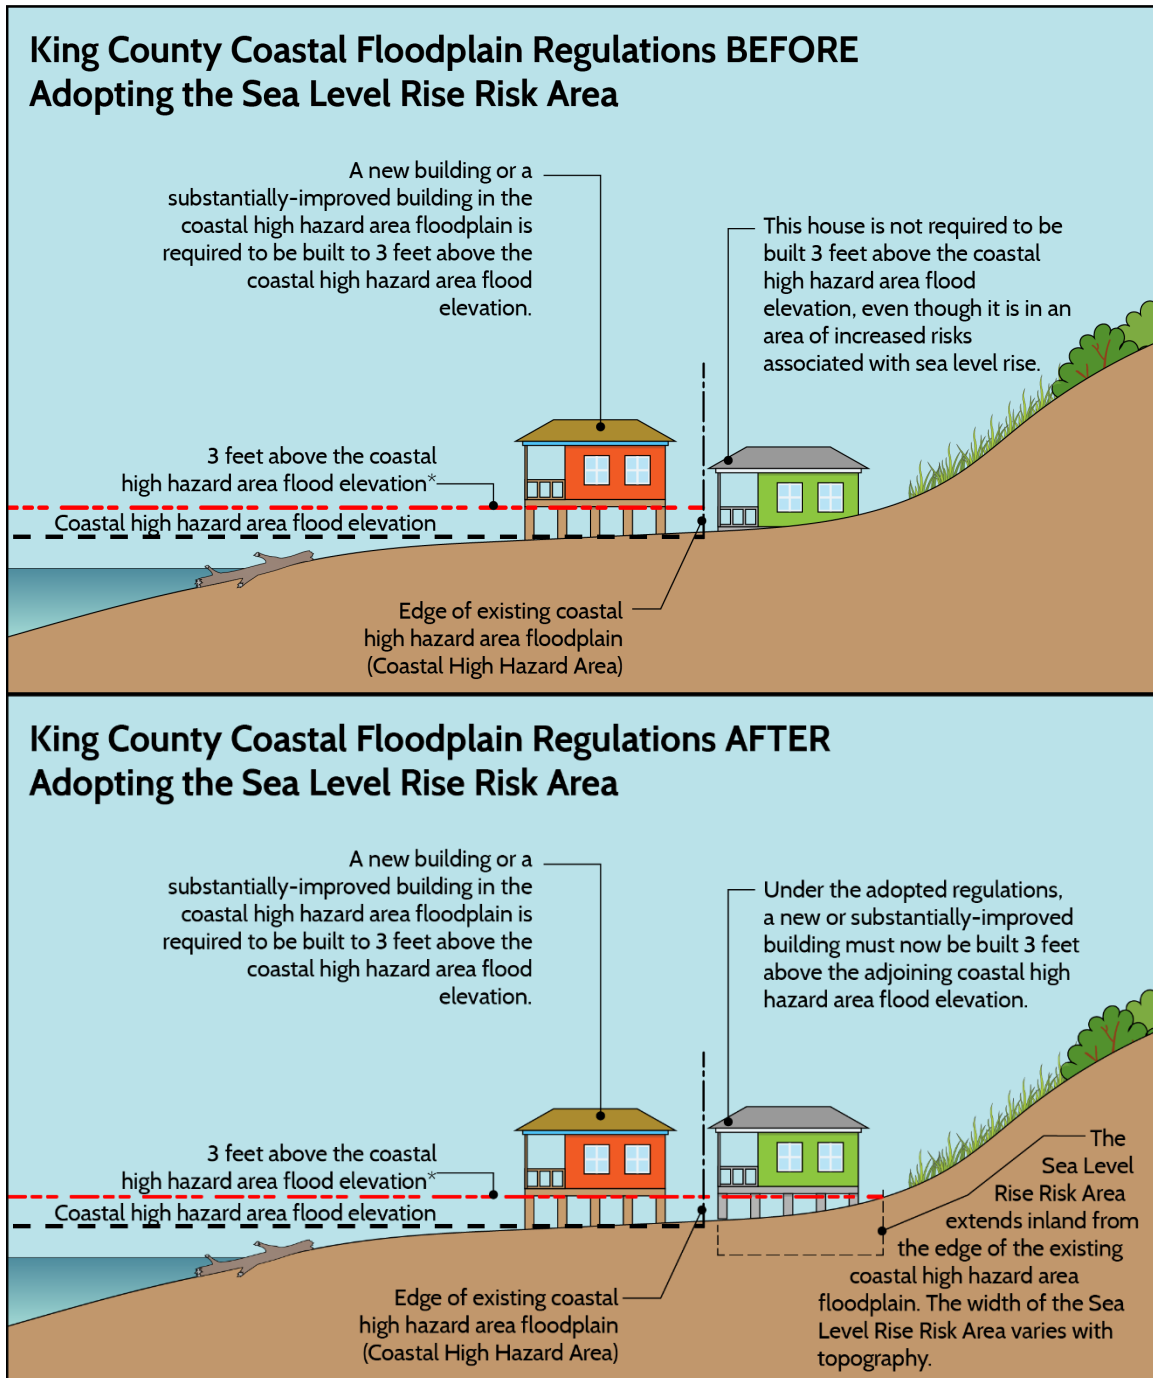 King County Coastal Floodplain Regulations BEFORE
Adopting the Sea Level Rise Risk Area
A new building or a
substantially-improved building in the
coastal high hazard area floodplain is
required to be built to 3 feet above the
coastal high hazard area flood
elevation.
This house is not required to be
built 3 feet above the coastal
high hazard area flood
elevation, even though it is in an
area of increased risks
associated with sea level rise.
3 feet above the coastal
high hazard area flood elevation*
Coastal high hazard area flood elevation
Edge of existing coastal
high hazard area floodplain
(Coastal High Hazard Area)
King County Coastal Floodplain Regulations AFTER
Adopting the Sea Level Rise Risk Area
A new building or a
substantially-improved building in the
coastal high hazard area floodplain is
required to be built to 3 feet above the
coastal high hazard area flood
elevation.
Under the adopted regulations,
a new or substantially-improved
building must now be built 3 feet
above the adjoining coastal high
hazard area flood elevation.
3 feet above the coastal
high hazard area flood elevation*
Coastal high hazard area flood elevation
Edge of existing coastal
high hazard area floodplain
(Coastal High Hazard Area)
The
Sea Level
Rise Risk Area
extends inland from
the edge of the existing
coastal high hazard area
floodplain. The width of the Sea
Level Rise Risk Area varies with
topography.